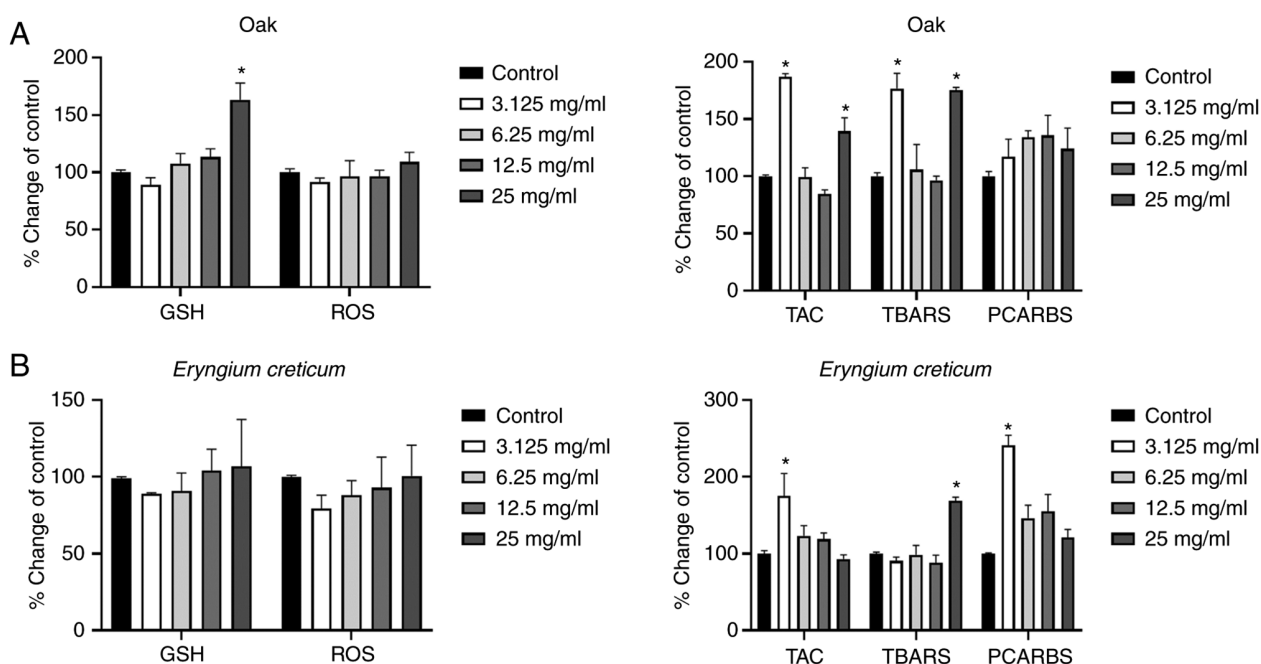 A
Oak
% Change of control
200
150
100
50
0
*
GSH
ROS
Control
3.125 mg/ml
6.25 mg/ml
12.5 mg/ml
25 mg/ml
Oak
% Change of control
200
150
100
50
0
*
*
*
*
TAC
TBARS
PCARBS
Control
3.125 mg/ml
6.25 mg/ml
12.5 mg/ml
25 mg/ml
B
Eryngium creticum
% Change of control
150
100
50
0
GSH
ROS
Control
3.125 mg/ml
6.25 mg/ml
12.5 mg/ml
25 mg/ml
Eryngium creticum
% Change of control
300
200
100
0
*
*
*
TAC
TBARS
PCARBS
Control
3.125 mg/ml
6.25 mg/ml
12.5 mg/ml
25 mg/ml